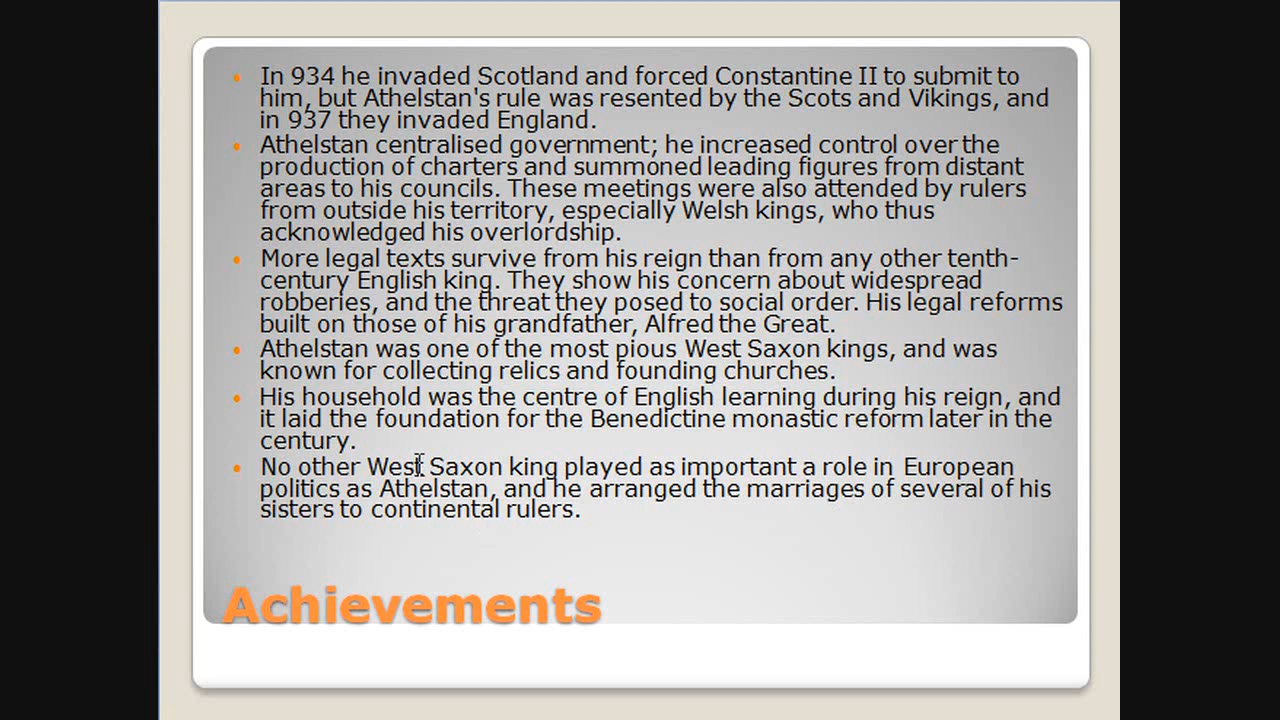 In 934 he invaded Scotland and forced Constantine II to submit to
him, but Athelstan's rule was resented by the Scots and Vikings, and
in 937 they invaded England.
Athelstan centralised government; he increased control over the
production of charters and summoned leading figures from distant
areas to his councils. These meetings were also attended by rulers
from outside his territory, especially Welsh kings, who thus
acknowledged his overlordship.
More legal texts survive from his reign than from any other tenth-
century English king. They show his concern about widespread
robberies, and the threat they posed to social order. His legal reforms
built on those of his grandfather, Alfred the Great.
Athelstan was one of the most pious West Saxon kings, and was
known for collecting relics and founding churches.
His household was the centre of English learning during his reign, and
it laid the foundation for the Benedictine monastic reform later in the
century.
No other West Saxon king played as important a role in European
politics as Athelstan, and he arranged the marriages of several of his
sisters to continental rulers.
Achievements